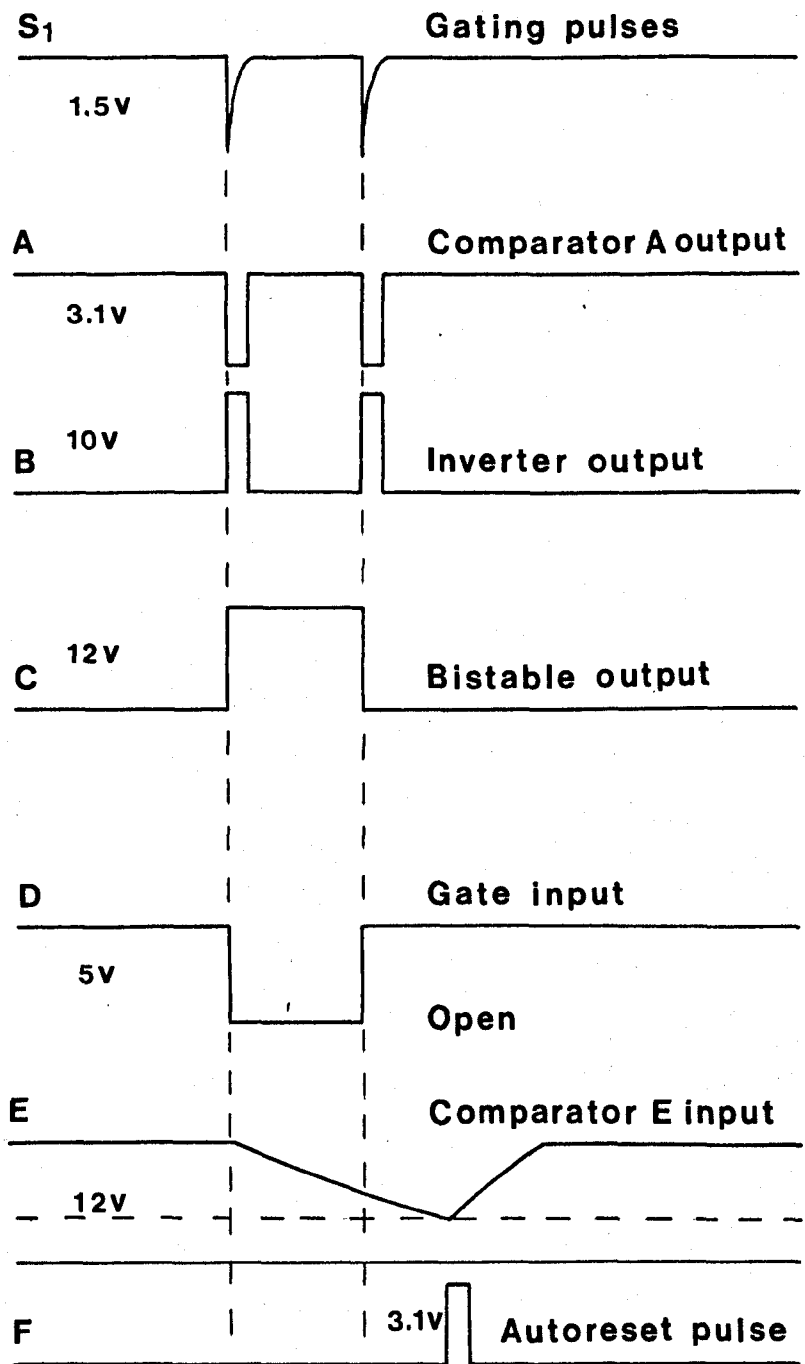 S1 Gating pulses
1.5v
A Comparator A output
3.1v
10v
B Inverter output
12v
C Bistable output
D Gate input
5v
Open
E Comparator E input
12v
F 3.1v Autoreset pulse